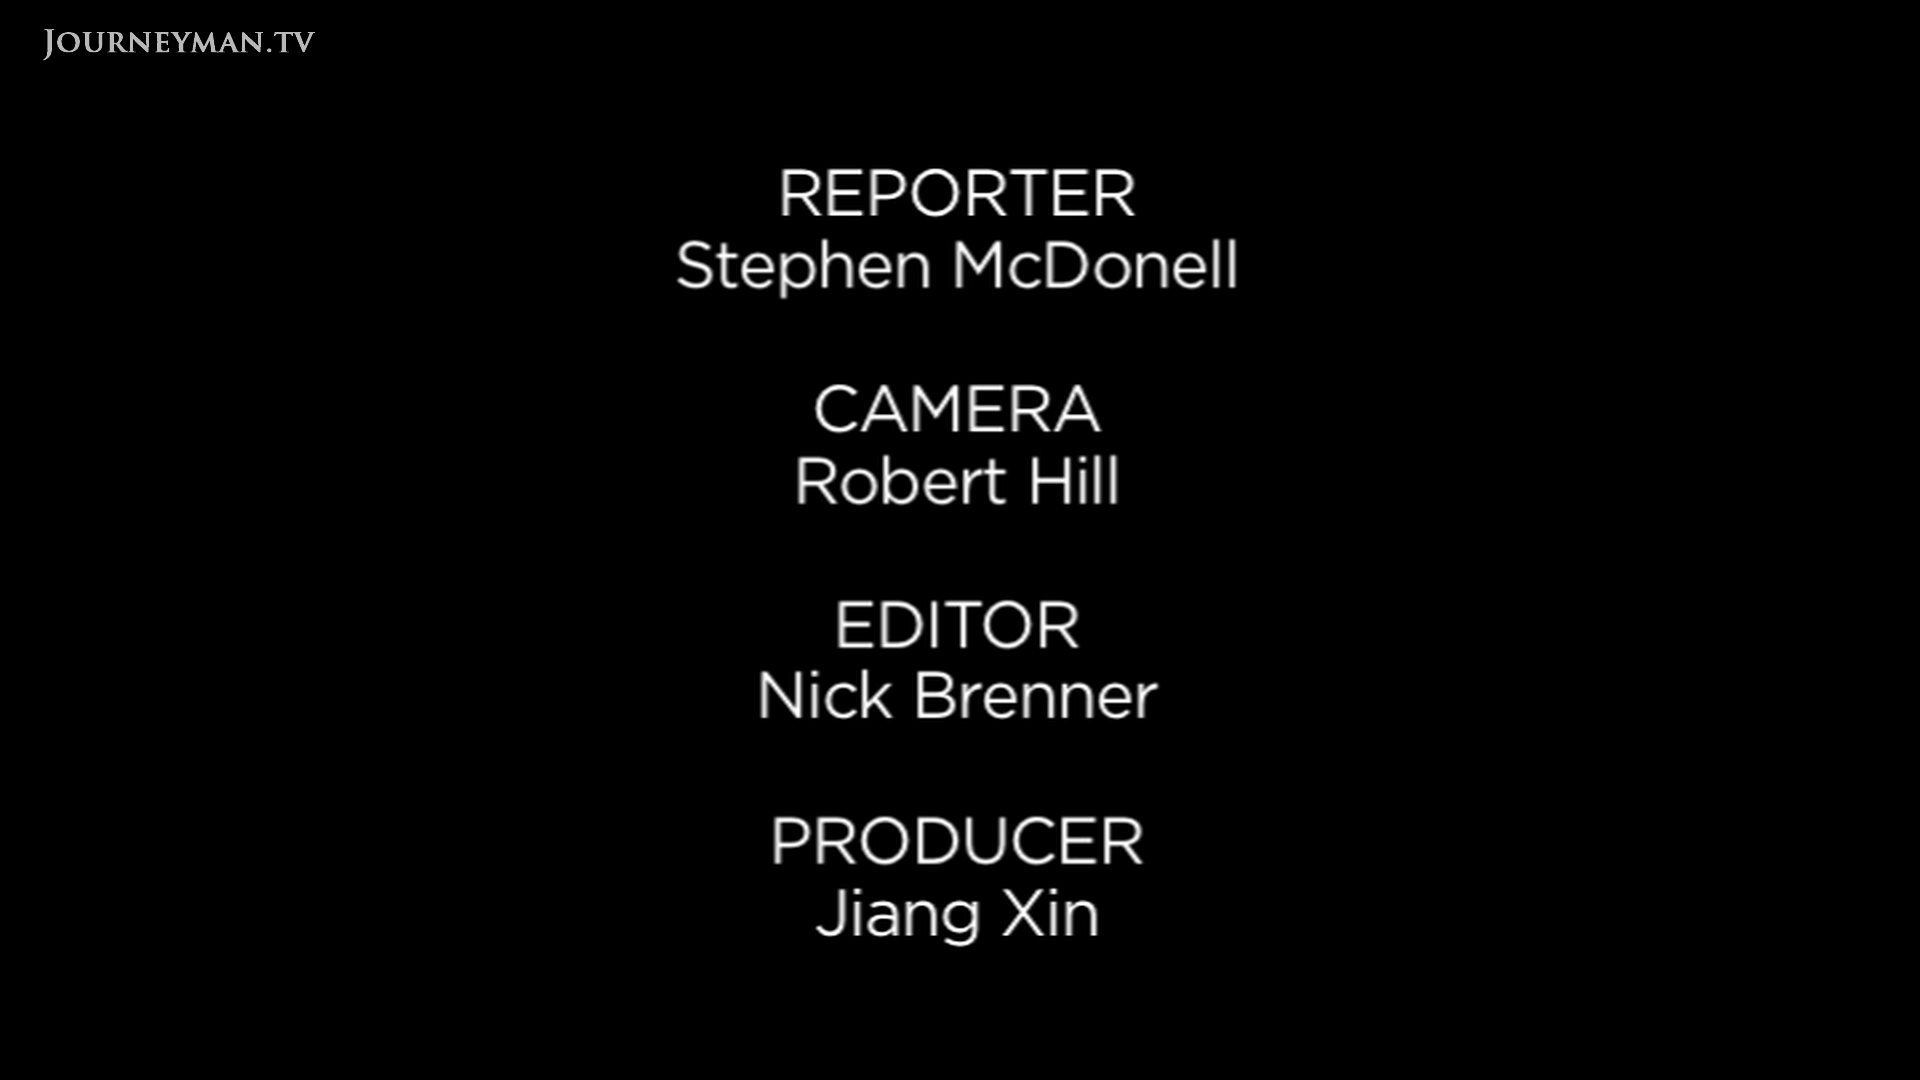 JOURNEYMAN.TV
REPORTER
Stephen McDonell
CAMERA
Robert Hill
EDITOR
Nick Brenner
PRODUCER
Jiang Xin